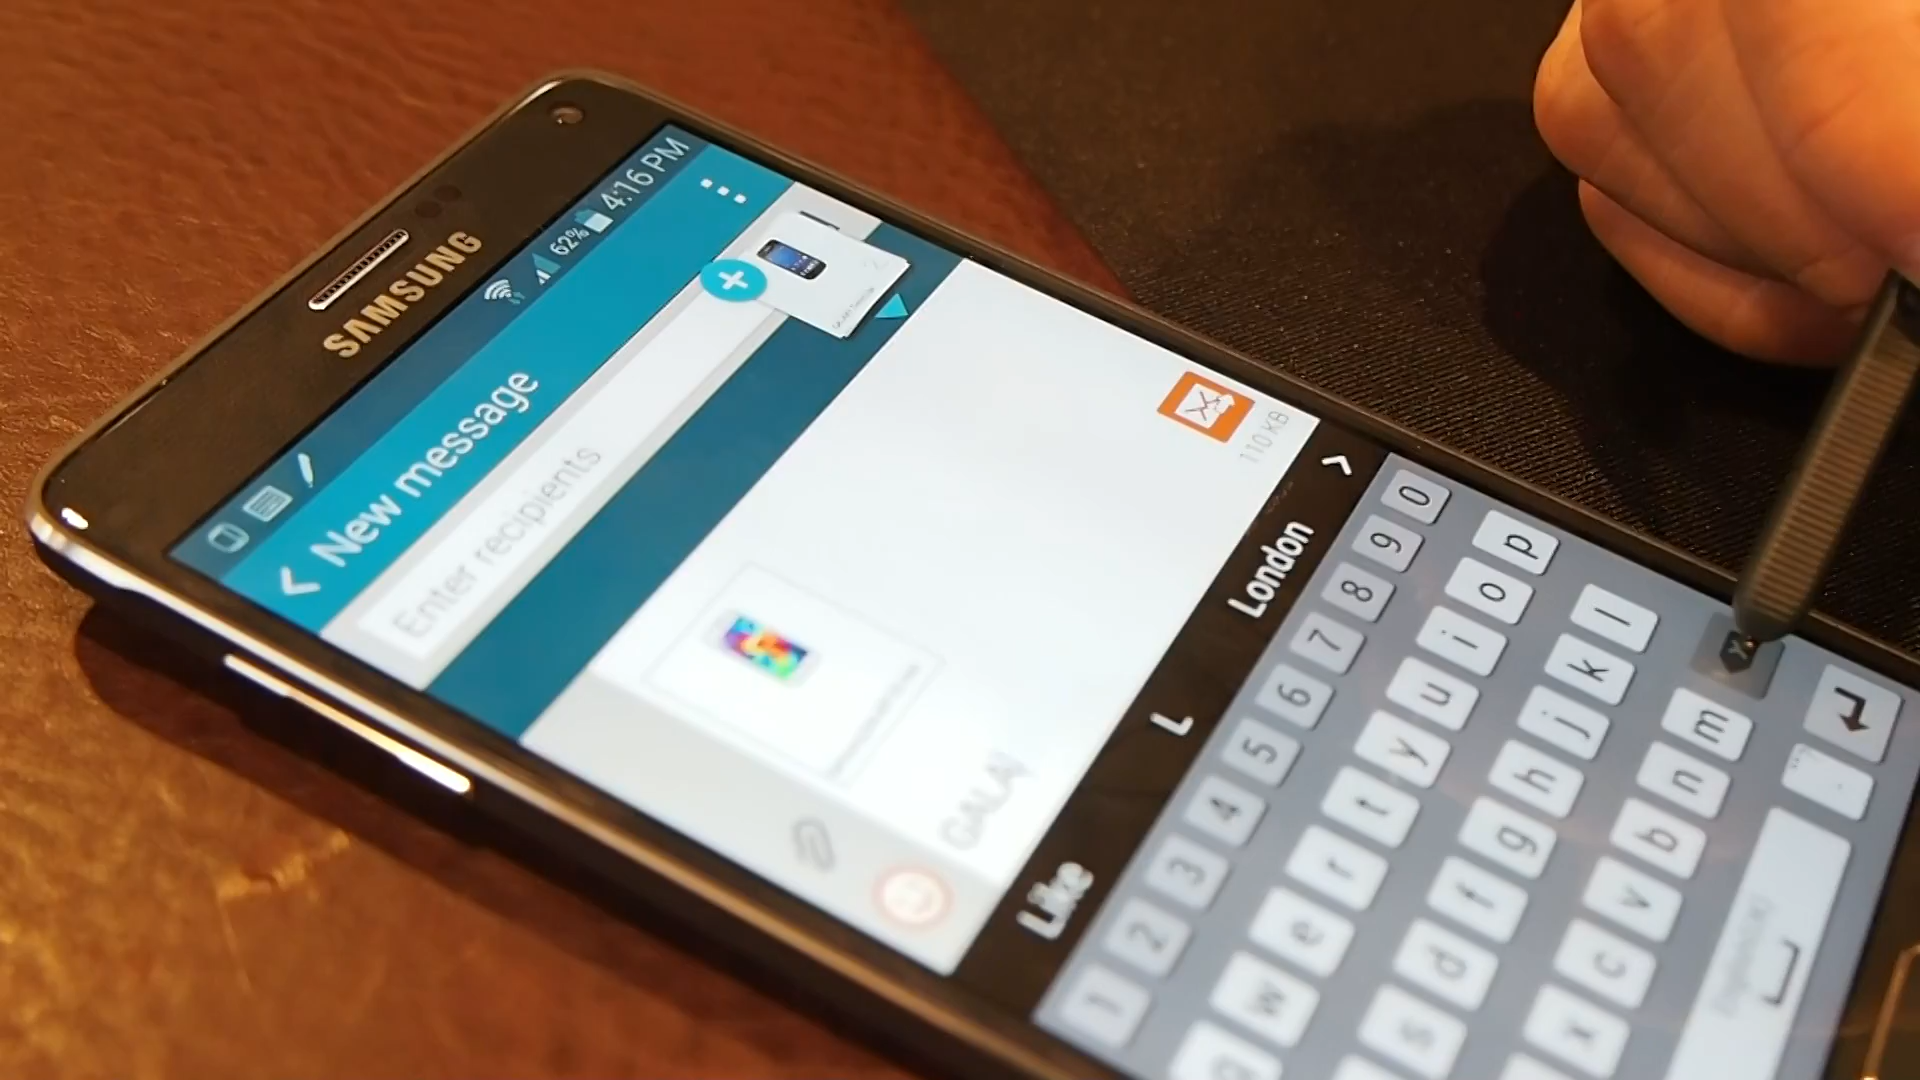 SAMSUNG
62% 4:16 PM
New message
Enter recipients
110 KB
Like
L
London
1 2 3 4 5 6 7 8 9 0
q w e r t y u i o p
s d f g h j k l
x c v b n m